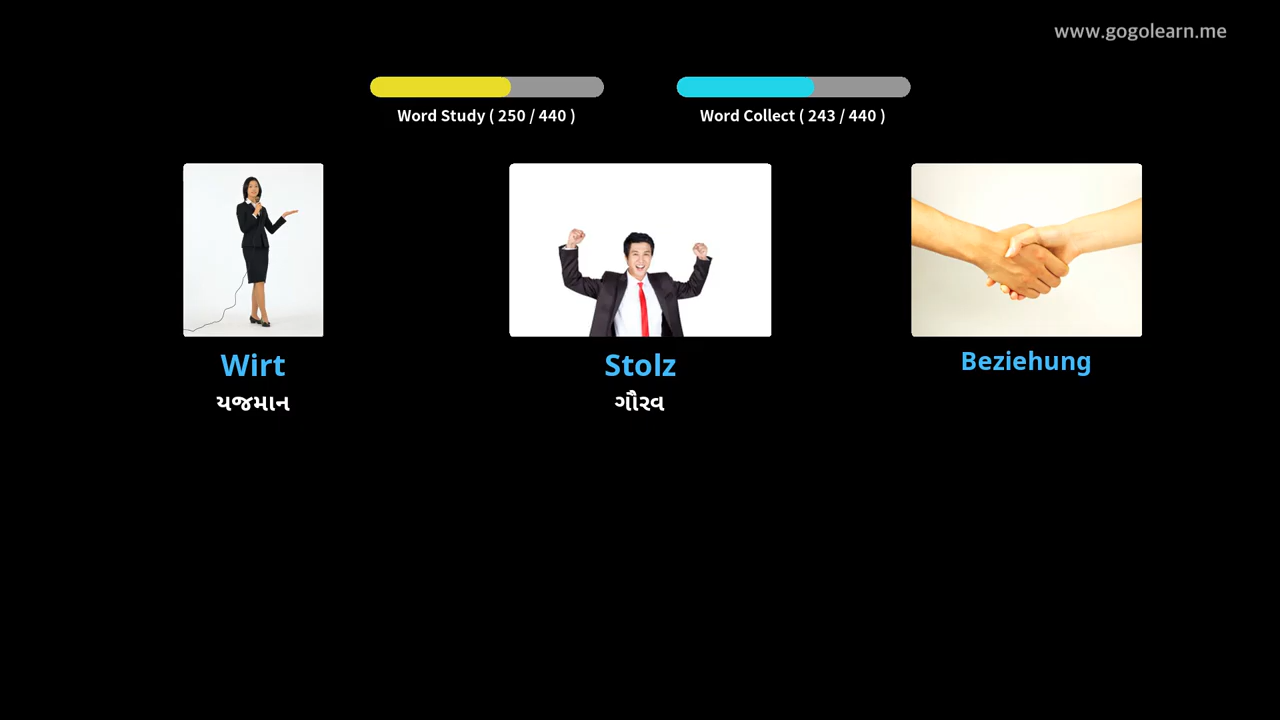 www.gogolearn.me
Word Study ( 250 / 440 )
Word Collect ( 243 / 440 )
Wirt
યજમાન
Stolz
ગૌરવ
Beziehung